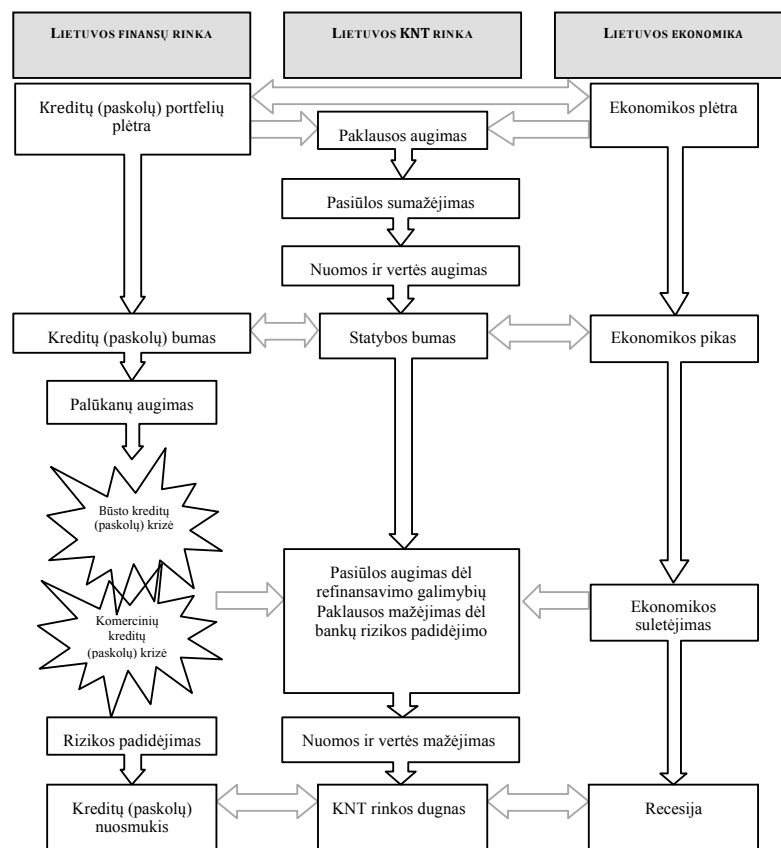 LIETUVOS FINANSŲ RINKA
LIETUVOS KNT RINKA
LIETUVOS EKONOMIKA
Kreditų (paskolų) portfelių
plėtra
Paklausos augimas
Ekonomikos plėtra
Pasiūlos sumažėjimas
Nuomos ir vertės augimas
Kreditų (paskolų) bumas
Statybos bumas
Ekonomikos pikas
Palūkanų augimas
Būsto kreditų
(paskolų) krizė
Pasiūlos augimas dėl
refinansavimo galimybių
Paklausos mažėjimas dėl
bankų rizikos padidėjimo
Komercinių
kreditų
(paskolų) krizė
Ekonomikos
suletėjimas
Rizikos padidėjimas
Nuomos ir vertės mažėjimas
Kreditų (paskolų)
nuosmukis
KNT rinkos dugnas
Recesija